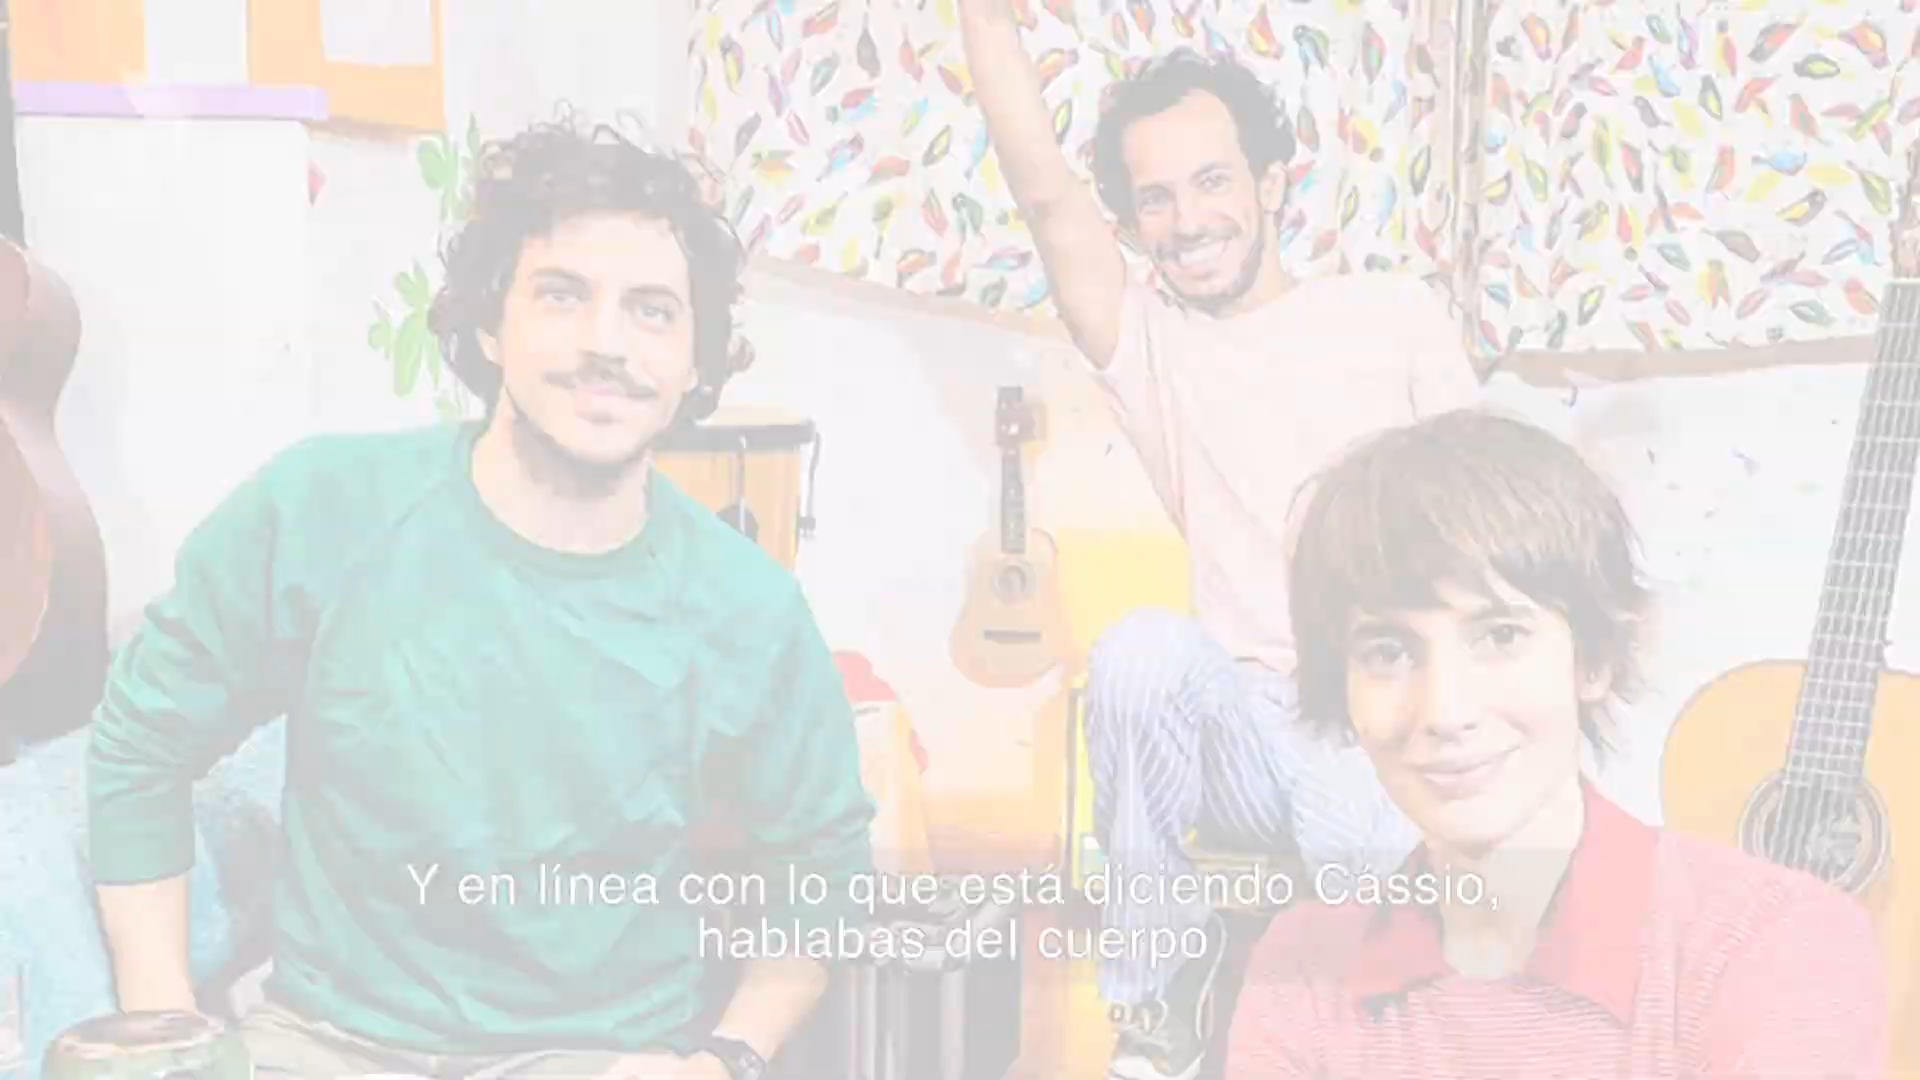 Y en línea con lo que está diciendo Cássio,
hablabas del cuerpo